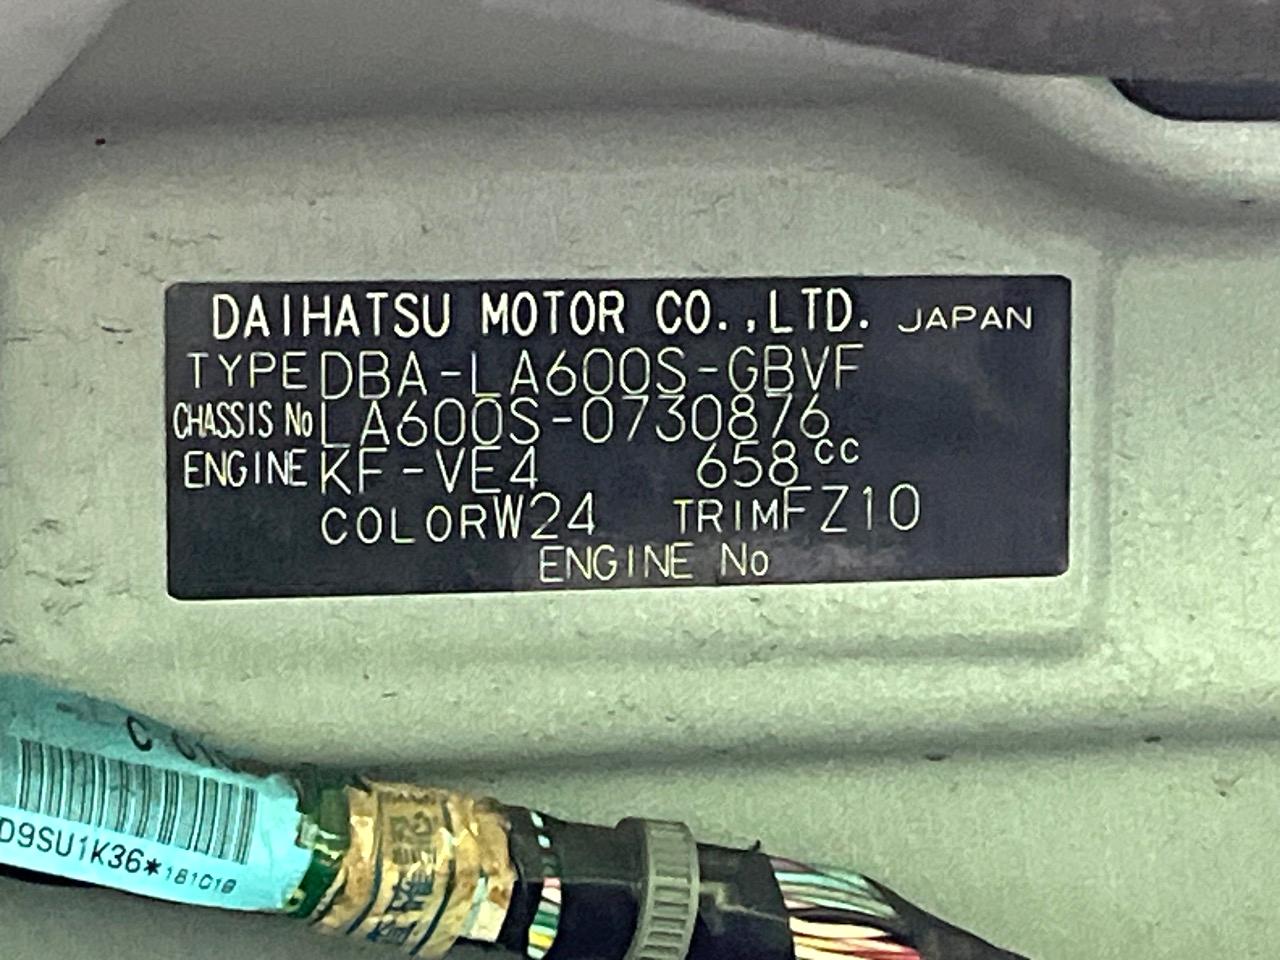 DAIHATSU MOTOR CO.,LTD. JAPAN
TYPE DBA-LA600S-GBVF
CHASSIS No LA600S-0730876
ENGINE KF-VE4 658cc
COLOR W24 TRIM FZ10
ENGINE No
D9SU1K36*181018